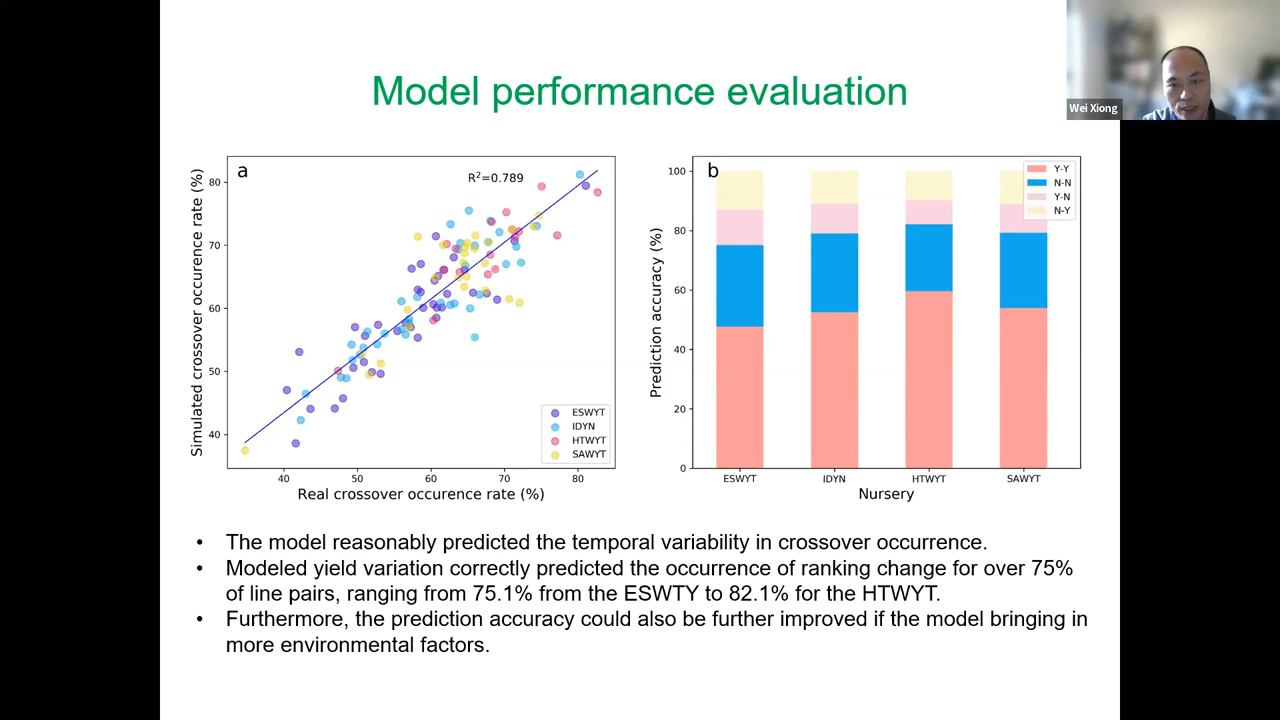 Wei Xiong
Model performance evaluation
a
R²=0.789
Simulated crossover occurence rate (%)
80
70
60
50
40
40 50 60 70 80
Real crossover occurence rate (%)
ESWYT
IDYN
HTWYT
SAWYT
b
Y-Y
N-N
Y-N
N-Y
Prediction accuracy (%)
100
80
60
40
20
0
ESWYT IDYN HTWYT SAWYT
Nursery
• The model reasonably predicted the temporal variability in crossover occurrence.
• Modeled yield variation correctly predicted the occurrence of ranking change for over 75%
of line pairs, ranging from 75.1% from the ESWTY to 82.1% for the HTWYT.
• Furthermore, the prediction accuracy could also be further improved if the model bringing in
more environmental factors.